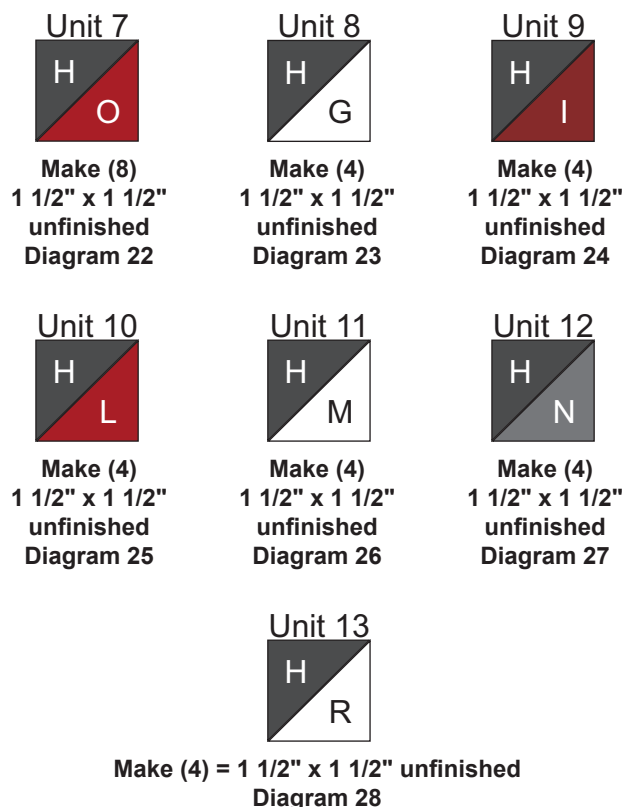 Unit 7
H
O
Make (8)
1 1/2" x 1 1/2"
unfinished
Diagram 22
Unit 8
H
G
Make (4)
1 1/2" x 1 1/2"
unfinished
Diagram 23
Unit 9
H
I
Make (4)
1 1/2" x 1 1/2"
unfinished
Diagram 24
Unit 10
H
L
Make (4)
1 1/2" x 1 1/2"
unfinished
Diagram 25
Unit 11
H
M
Make (4)
1 1/2" x 1 1/2"
unfinished
Diagram 26
Unit 12
H
N
Make (4)
1 1/2" x 1 1/2"
unfinished
Diagram 27
Unit 13
H
R
Make (4) = 1 1/2" x 1 1/2" unfinished
Diagram 28